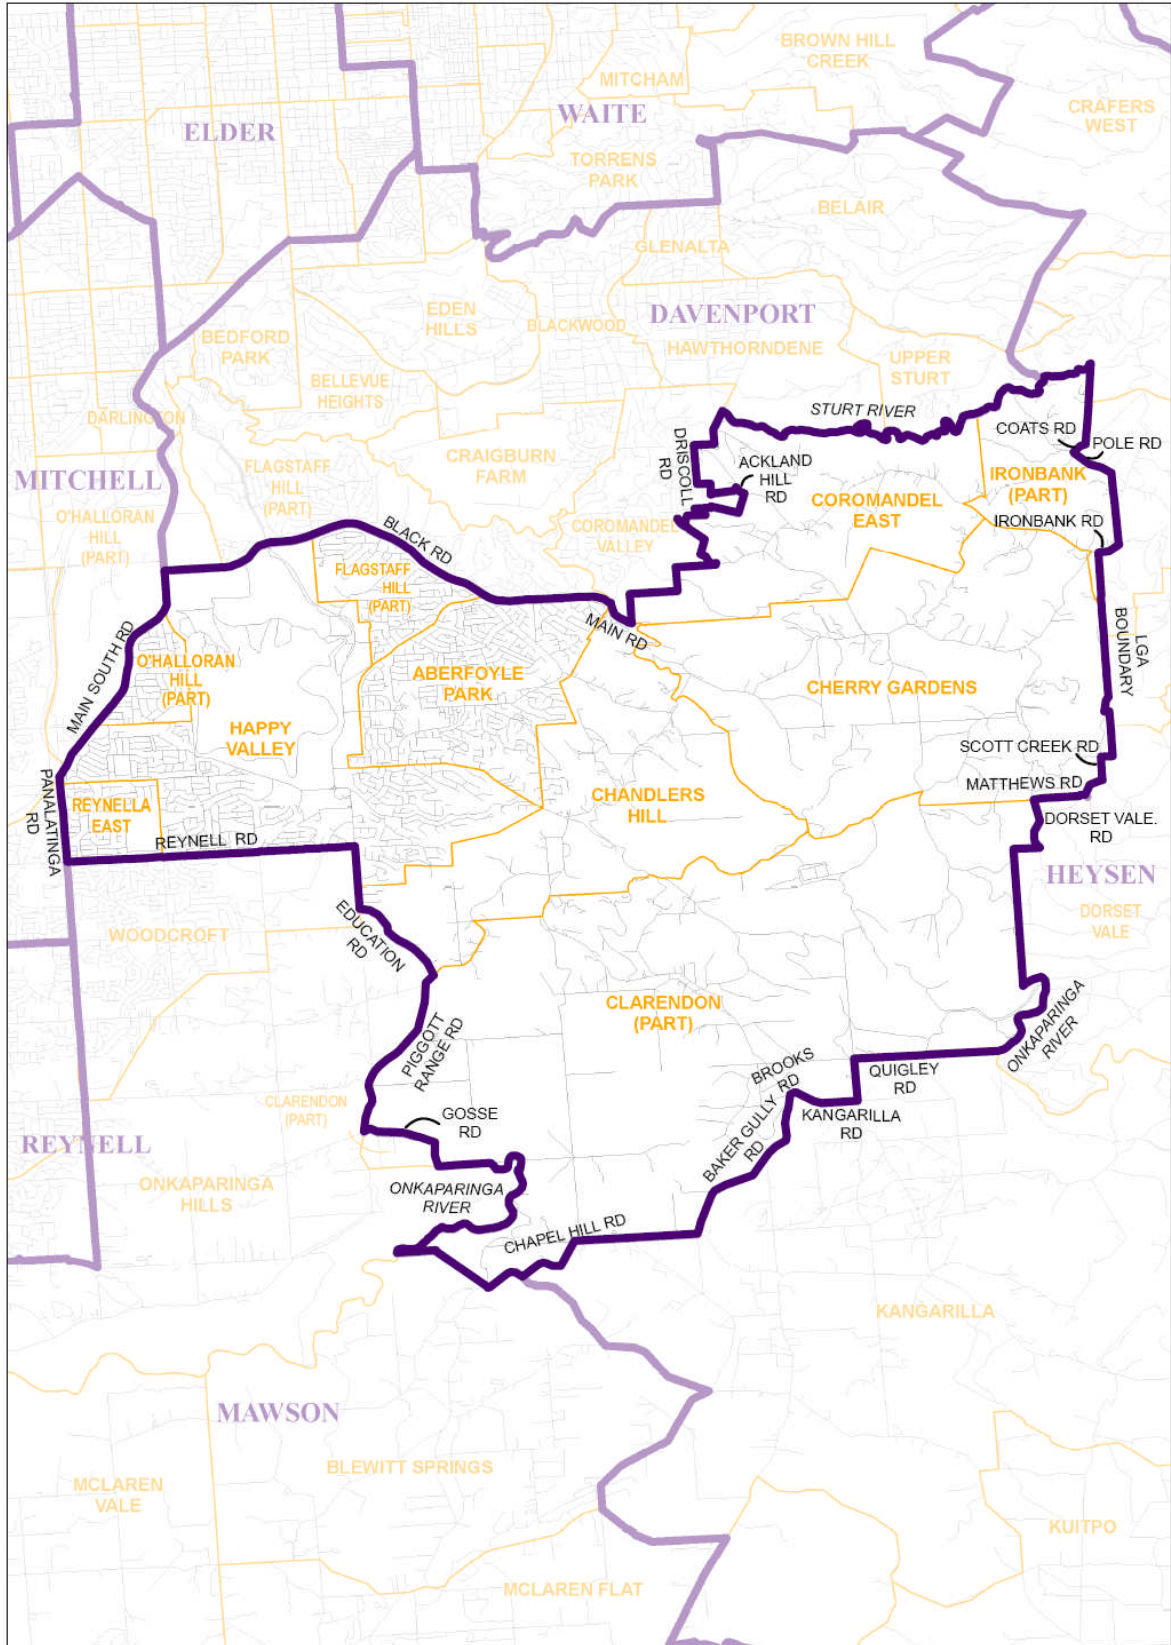 BROWN HILL
CREEK
MITCHAM
CRAFERS
WEST
WAITE
ELDER
TORRENS
PARK
BELAIR
GLENALTA
EDEN
HILLS
DAVENPORT
BLACKWOOD
BEDFORD
PARK
HAWTHORNDENE
UPPER
STURT
BELLEVUE
HEIGHTS
DARLINGTON
STURT RIVER
COATS RD
POLE RD
DRISCOLL
RD
CRAIGBURN
FARM
ACKLAND
HILL
RD
MITCHELL
FLAGSTAFF
HILL
(PART)
IRONBANK
(PART)
COROMANDEL
EAST
O'HALLORAN
HILL
(PART)
BLACK RD
COROMANDEL
VALLEY
IRONBANK RD
FLAGSTAFF
HILL
(PART)
MAIN RD
LGA
BOUNDARY
MAIN SOUTH RD
O'HALLORAN
HILL
(PART)
ABERFOYLE
PARK
CHERRY GARDENS
HAPPY
VALLEY
SCOTT CREEK RD
MATTHEWS RD
PANALATINGA
RD
REYNELLA
EAST
CHANDLERS
HILL
DORSET VALE.
RD
REYNELL RD
HEYSEN
EDUCATION
RD
WOODCROFT
DORSET
VALE
CLARENDON
(PART)
ONKAPARINGA
RIVER
PIGGOTT
RANGE RD
BROOKS
RD
QUIGLEY
RD
CLARENDON
(PART)
GOSSE
RD
KANGARILLA
RD
BAKER GULLY
RD
REYNELL
ONKAPARINGA
HILLS
ONKAPARINGA
RIVER
CHAPEL HILL RD
KANGARILLA
MAWSON
BLEWITT SPRINGS
MCLAREN
VALE
KUITPO
MCLAREN FLAT